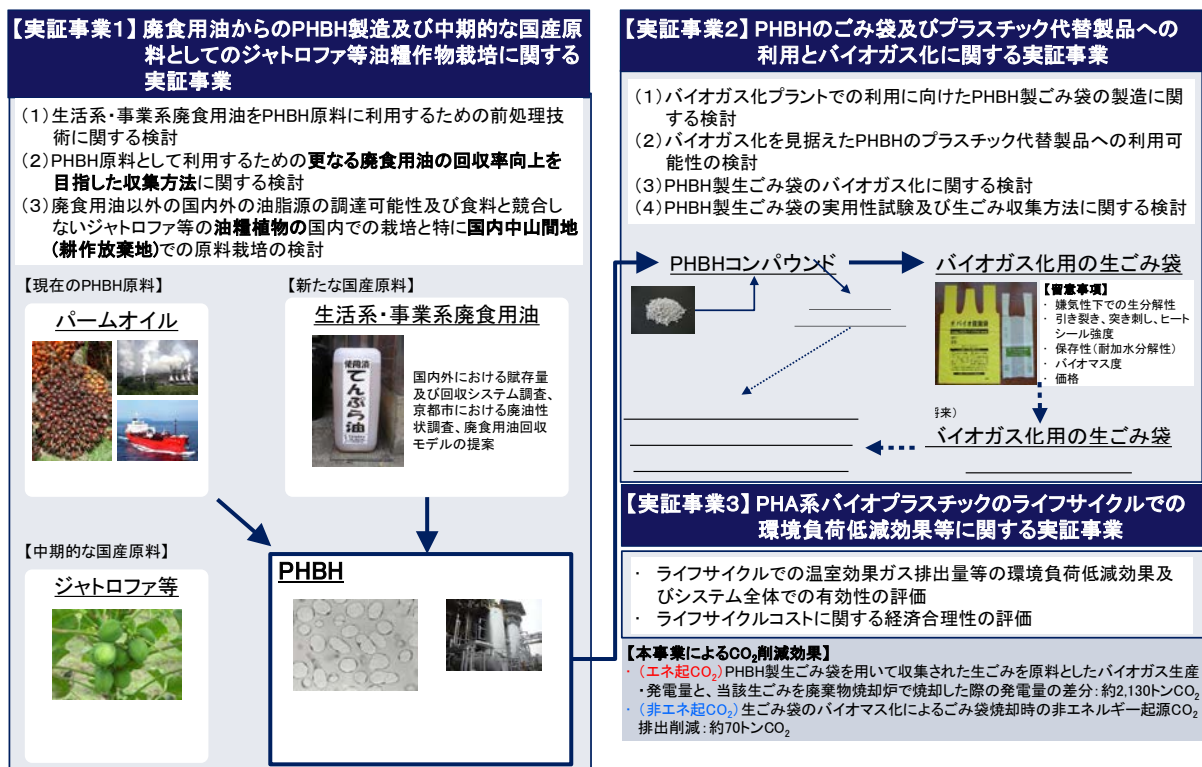 【実証事業1】 廃食用油からのPHBH製造及び中期的な国産原
料としてのジャトロファ等油糧作物栽培に関する
実証事業
（1）生活系・事業系廃食用油をPHBH原料に利用するための前処理技
術に関する検討
（2）PHBH原料として利用するための更なる廃食用油の回収率向上を
目指した収集方法に関する検討
（3）廃食用油以外の国内外の油脂源の調達可能性及び食料と競合し
ないジャトロファ等の油糧植物の国内での栽培と特に国内中山間地
（耕作放棄地）での原料栽培の検討
【現在のPHBH原料】
パームオイル
【新たな国産原料】
生活系・事業系廃食用油
使用済
てんぷら油
国内外における賦存量
及び回収システム調査、
京都市における廃油性
状調査、廃食用油回収
モデルの提案
【中期的な国産原料】
ジャトロファ等
PHBH
【実証事業2】 PHBHのごみ袋及びプラスチック代替製品への
利用とバイオガス化に関する実証事業
（1）バイオガス化プラントでの利用に向けたPHBH製ごみ袋の製造に関
する検討
（2）バイオガス化を見据えたPHBHのプラスチック代替製品への利用可
能性の検討
（3）PHBH製生ごみ袋のバイオガス化に関する検討
（4）PHBH製生ごみ袋の実用性試験及び生ごみ収集方法に関する検討
PHBHコンパウンド
バイオガス化用の生ごみ袋
【留意事項】
・ 嫌気性下での生分解性
・ 引き裂き、突き刺し、ヒート
シール強度
・ 保存性（耐加水分解性）
・ バイオマス度
・ 価格
将来）
バイオガス化用の生ごみ袋
【実証事業3】 PHA系バイオプラスチックのライフサイクルでの
環境負荷低減効果等に関する実証事業
・ ライフサイクルでの温室効果ガス排出量等の環境負荷低減効果及
びシステム全体での有効性の評価
・ ライフサイクルコストに関する経済合理性の評価
【本事業によるCO₂削減効果】
・（エネ起CO₂）PHBH製生ごみ袋を用いて収集された生ごみを原料としたバイオガス生産
・発電量と、当該生ごみを廃棄物焼却炉で焼却した際の発電量の差分：約2,130トンCO₂
・（非エネ起CO₂）生ごみ袋のバイオマス化によるごみ袋焼却時の非エネルギー起源CO₂
排出削減：約70トンCO₂